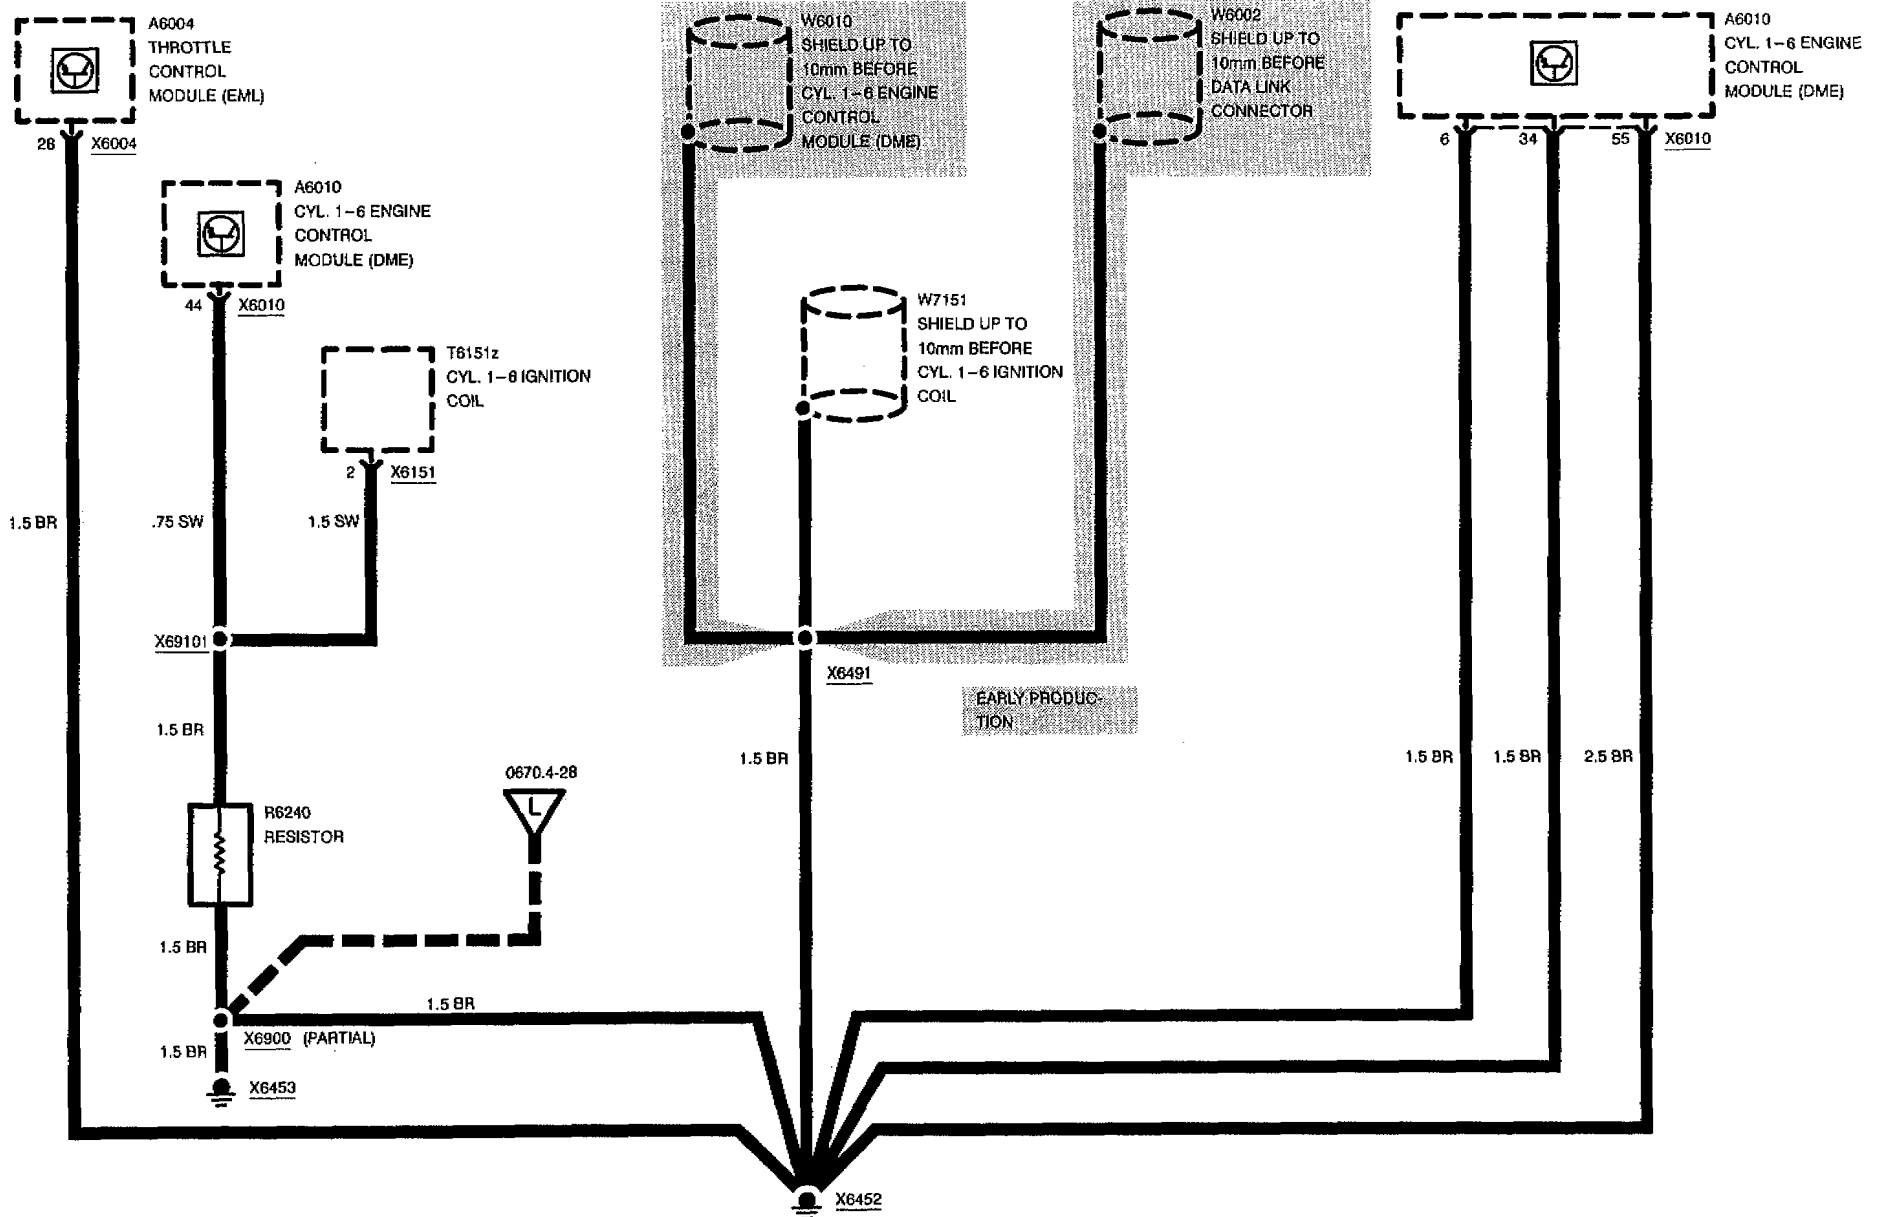 A6004
THROTTLE
CONTROL
MODULE (EML)
28
X6004
A6010
CYL. 1-6 ENGINE
CONTROL
MODULE (DME)
44
X6010
T6151z
CYL. 1-6 IGNITION
COIL
2
X6151
1.5 BR
.75 SW
1.5 SW
X69101
1.5 BR
R6240
RESISTOR
0670.4-28
L
1.5 BR
1.5 BR
X6900 (PARTIAL)
1.5 BR
X6453
W6010
SHIELD UP TO
10mm BEFORE
CYL. 1-6 ENGINE
CONTROL
MODULE (DME)
W6002
SHIELD UP TO
10mm BEFORE
DATA LINK
CONNECTOR
W7151
SHIELD UP TO
10mm BEFORE
CYL. 1-6 IGNITION
COIL
X6491
EARLY PRODUC-
TION
1.5 BR
A6010
CYL. 1-6 ENGINE
CONTROL
MODULE (DME)
6
34
55
X6010
1.5 BR
1.5 BR
2.5 BR
X6452